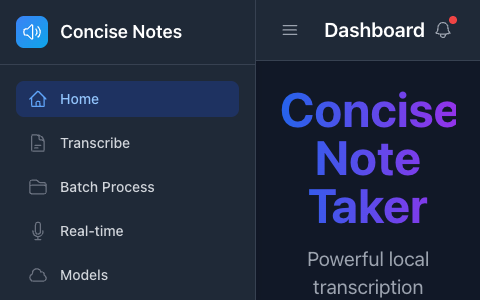 Concise Notes
Home
Transcribe
Batch Process
Real-time
Models
Dashboard
Concise
Note
Taker
Powerful local
transcription